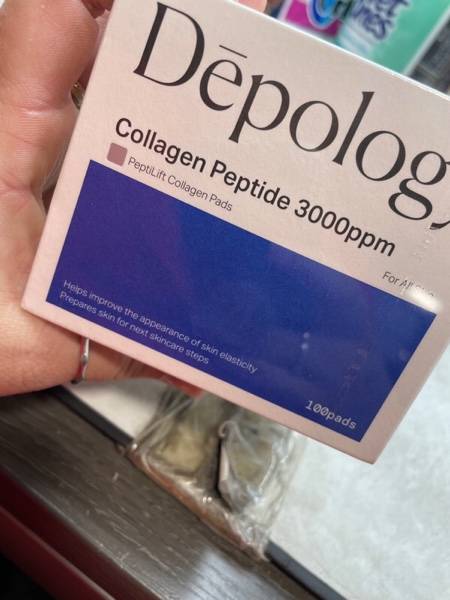 Dēpology
Collagen Peptide 3000ppm
PeptiLift Collagen Pads
For All
Helps improve the appearance of skin elasticity
Prepares skin for next skincare steps
100pads